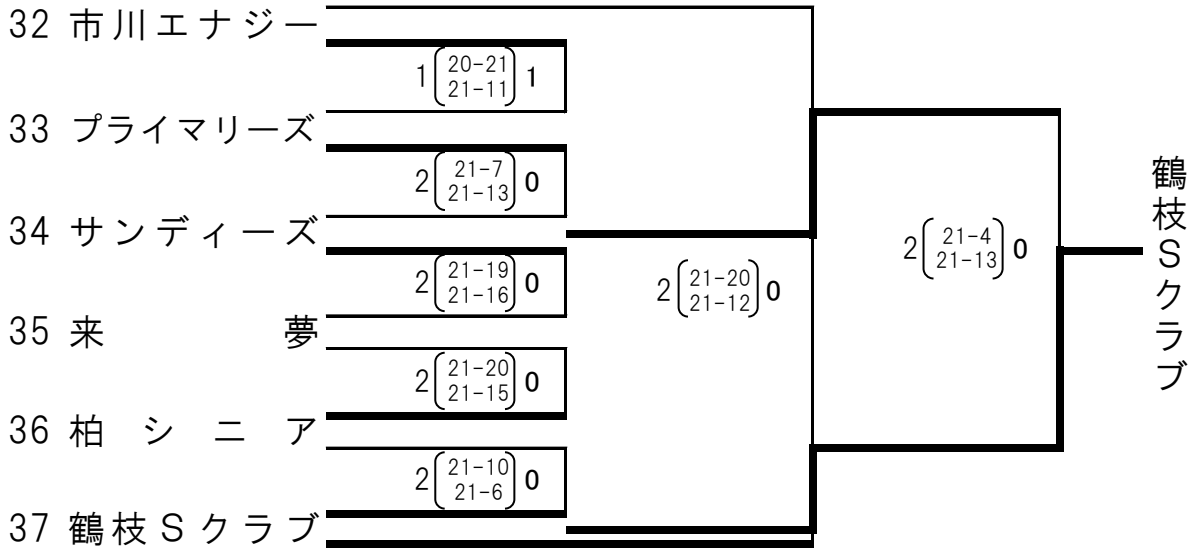 32 市川エナジー
1 20-21 1
21-11
33 プライマリーズ
2 21-7 0
21-13
34 サンディーズ
2 21-19 0
21-16
35 来夢
2 21-20 0
21-15
36 柏シニア
2 21-10 0
21-6
37 鶴枝Sクラブ
2 21-20 0
21-12
2 21-4 0
21-13
鶴枝Sクラブ